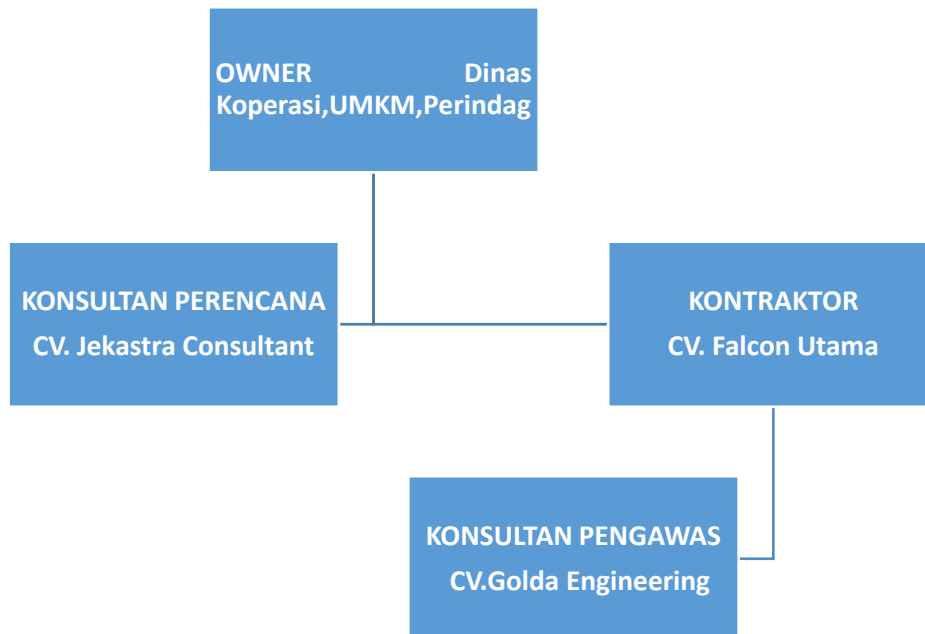 OWNER Dinas
Koperasi,UMKM,Perindag
KONSULTAN PERENCANA
CV. Jekastra Consultant
KONTRAKTOR
CV. Falcon Utama
KONSULTAN PENGAWAS
CV.Golda Engineering